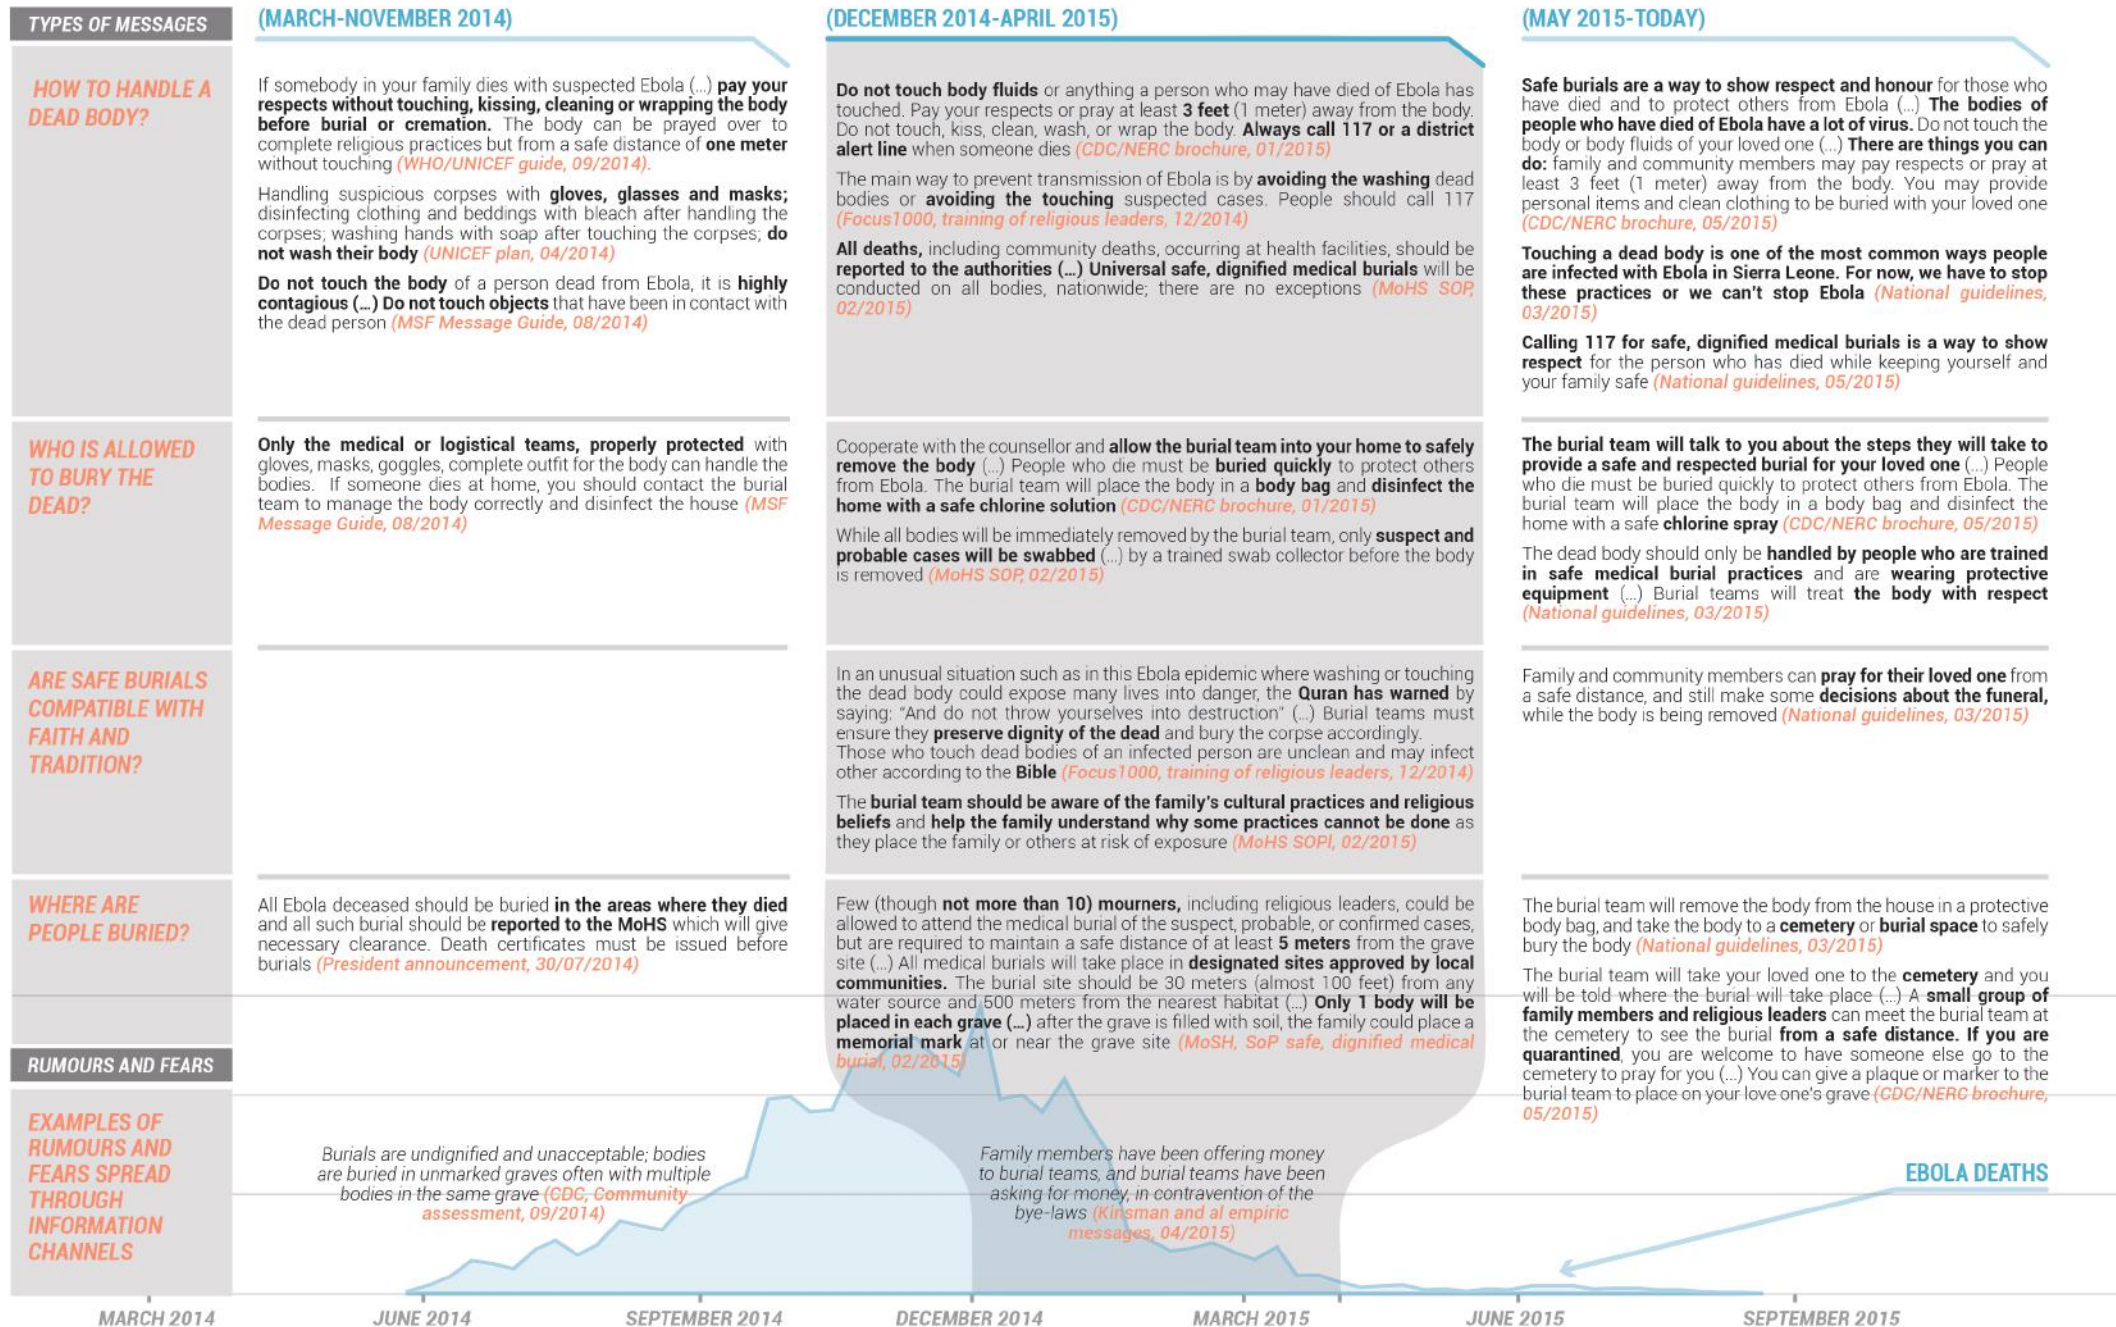 TYPES OF MESSAGES
(MARCH-NOVEMBER 2014)
(DECEMBER 2014-APRIL 2015)
(MAY 2015-TODAY)
HOW TO HANDLE A
DEAD BODY?
If somebody in your family dies with suspected Ebola (...) pay your
respects without touching, kissing, cleaning or wrapping the body
before burial or cremation. The body can be prayed over to
complete religious practices but from a safe distance of one meter
without touching (WHO/UNICEF guide, 09/2014).
Handling suspicious corpses with gloves, glasses and masks;
disinfecting clothing and beddings with bleach after handling the
corpses; washing hands with soap after touching the corpses; do
not wash their body (UNICEF plan, 04/2014)
Do not touch the body of a person dead from Ebola, it is highly
contagious (...) Do not touch objects that have been in contact with
the dead person (MSF Message Guide, 08/2014)
Do not touch body fluids or anything a person who may have died of Ebola has
touched. Pay your respects or pray at least 3 feet (1 meter) away from the body.
Do not touch, kiss, clean, wash, or wrap the body. Always call 117 or a district
alert line when someone dies (CDC/NERC brochure, 01/2015)
The main way to prevent transmission of Ebola is by avoiding the washing dead
bodies or avoiding the touching suspected cases. People should call 117
(Focus1000, training of religious leaders, 12/2014)
All deaths, including community deaths, occurring at health facilities, should be
reported to the authorities (...) Universal safe, dignified medical burials will be
conducted on all bodies, nationwide; there are no exceptions (MoHS SOP,
02/2015)
Safe burials are a way to show respect and honour for those who
have died and to protect others from Ebola (...) The bodies of
people who have died of Ebola have a lot of virus. Do not touch the
body or body fluids of your loved one (...) There are things you can
do: family and community members may pay respects or pray at
least 3 feet (1 meter) away from the body. You may provide
personal items and clean clothing to be buried with your loved one
(CDC/NERC brochure, 05/2015)
Touching a dead body is one of the most common ways people
are infected with Ebola in Sierra Leone. For now, we have to stop
these practices or we can't stop Ebola (National guidelines,
03/2015)
Calling 117 for safe, dignified medical burials is a way to show
respect for the person who has died while keeping yourself and
your family safe (National guidelines, 05/2015)
WHO IS ALLOWED
TO BURY THE
DEAD?
Only the medical or logistical teams, properly protected with
gloves, masks, goggles, complete outfit for the body can handle the
bodies. If someone dies at home, you should contact the burial
team to manage the body correctly and disinfect the house (MSF
Message Guide, 08/2014)
Cooperate with the counsellor and allow the burial team into your home to safely
remove the body (...) People who die must be buried quickly to protect others
from Ebola. The burial team will place the body in a body bag and disinfect the
home with a safe chlorine solution (CDC/NERC brochure, 01/2015)
While all bodies will be immediately removed by the burial team, only suspect and
probable cases will be swabbed (...) by a trained swab collector before the body
is removed (MoHS SOP, 02/2015)
The burial team will talk to you about the steps they will take to
provide a safe and respected burial for your loved one (...) People
who die must be buried quickly to protect others from Ebola. The
burial team will place the body in a body bag and disinfect the
home with a safe chlorine spray (CDC/NERC brochure, 05/2015)
The dead body should only be handled by people who are trained
in safe medical burial practices and are wearing protective
equipment (...) Burial teams will treat the body with respect
(National guidelines, 03/2015)
ARE SAFE BURIALS
COMPATIBLE WITH
FAITH AND
TRADITION?
In an unusual situation such as in this Ebola epidemic where washing or touching
the dead body could expose many lives into danger, the Quran has warned by
saying: "And do not throw yourselves into destruction" (...) Burial teams must
ensure they preserve dignity of the dead and bury the corpse accordingly.
Those who touch dead bodies of an infected person are unclean and may infect
other according to the Bible (Focus1000, training of religious leaders, 12/2014)
The burial team should be aware of the family's cultural practices and religious
beliefs and help the family understand why some practices cannot be done as
they place the family or others at risk of exposure (MoHS SOPl, 02/2015)
Family and community members can pray for their loved one from
a safe distance, and still make some decisions about the funeral,
while the body is being removed (National guidelines, 03/2015)
WHERE ARE
PEOPLE BURIED?
All Ebola deceased should be buried in the areas where they died
and all such burial should be reported to the MoHS which will give
necessary clearance. Death certificates must be issued before
burials (President announcement, 30/07/2014)
Few (though not more than 10) mourners, including religious leaders, could be
allowed to attend the medical burial of the suspect, probable, or confirmed cases,
but are required to maintain a safe distance of at least 5 meters from the grave
site (...) All medical burials will take place in designated sites approved by local
communities. The burial site should be 30 meters (almost 100 feet) from any
water source and 500 meters from the nearest habitat (...) Only 1 body will be
placed in each grave (...) after the grave is filled with soil, the family could place a
memorial mark at or near the grave site (MoSH, SoP safe, dignified medical
burial, 02/2015)
The burial team will remove the body from the house in a protective
body bag, and take the body to a cemetery or burial space to safely
bury the body (National guidelines, 03/2015)
The burial team will take your loved one to the cemetery and you
will be told where the burial will take place (...) A small group of
family members and religious leaders can meet the burial team at
the cemetery to see the burial from a safe distance. If you are
quarantined, you are welcome to have someone else go to the
cemetery to pray for you (...) You can give a plaque or marker to the
burial team to place on your love one's grave (CDC/NERC brochure,
05/2015)
RUMOURS AND FEARS
EXAMPLES OF
RUMOURS AND
FEARS SPREAD
THROUGH
INFORMATION
CHANNELS
Burials are undignified and unacceptable; bodies
are buried in unmarked graves often with multiple
bodies in the same grave (CDC, Community
assessment, 09/2014)
Family members have been offering money
to burial teams, and burial teams have been
asking for money, in contravention of the
bye-laws (Kinsman and al empiric
messages, 04/2015)
EBOLA DEATHS
MARCH 2014
JUNE 2014
SEPTEMBER 2014
DECEMBER 2014
MARCH 2015
JUNE 2015
SEPTEMBER 2015